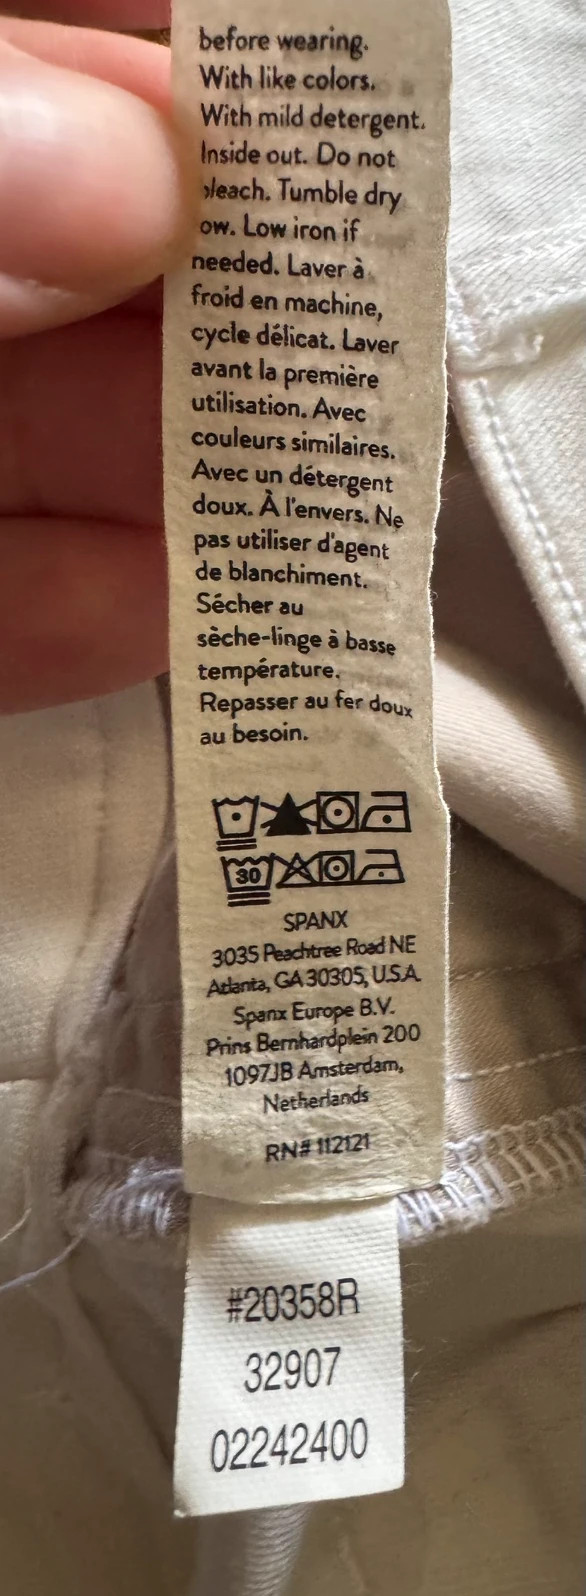 before wearing.
With like colors.
With mild detergent.
Inside out. Do not
bleach. Tumble dry
low. Low iron if
needed. Laver à
froid en machine,
cycle délicat. Laver
avant la première
utilisation. Avec
couleurs similaires.
Avec un détergent
doux. À l'envers. Ne
pas utiliser d'agent
de blanchiment.
Sécher au
sèche-linge à basse
température.
Repasser au fer doux
au besoin.
30
SPANX
3035 Peachtree Road NE
Atlanta, GA 30305, U.S.A.
Spanx Europe B.V.
Prins Bernhardplein 200
1097JB Amsterdam,
Netherlands
RN# 112121
#20358R
32907
02242400